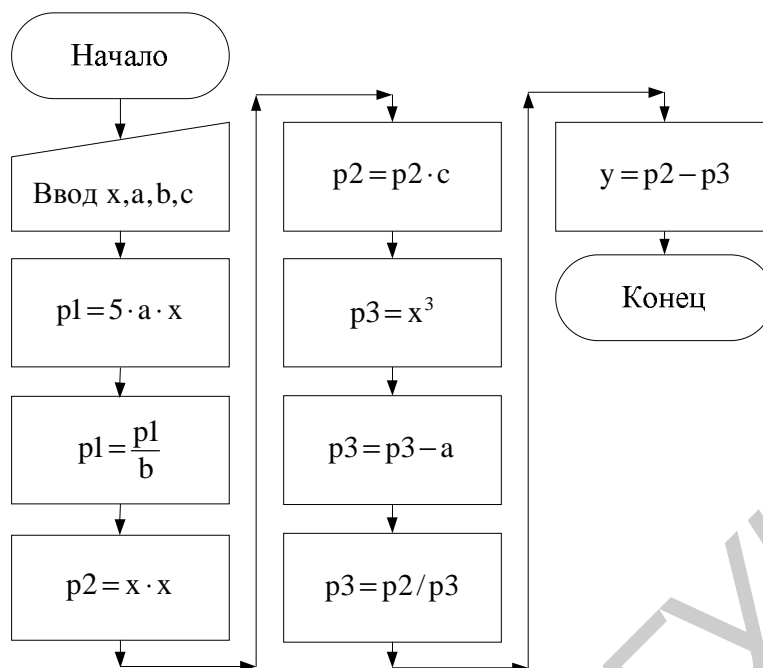 Начало
Ввод x,a,b,c
p1 = 5 · a · x
p1 = p1/b
p2 = x · x
p2 = p2 · c
p3 = x³
p3 = p3 − a
p3 = p2 / p3
y = p2 − p3
Конец